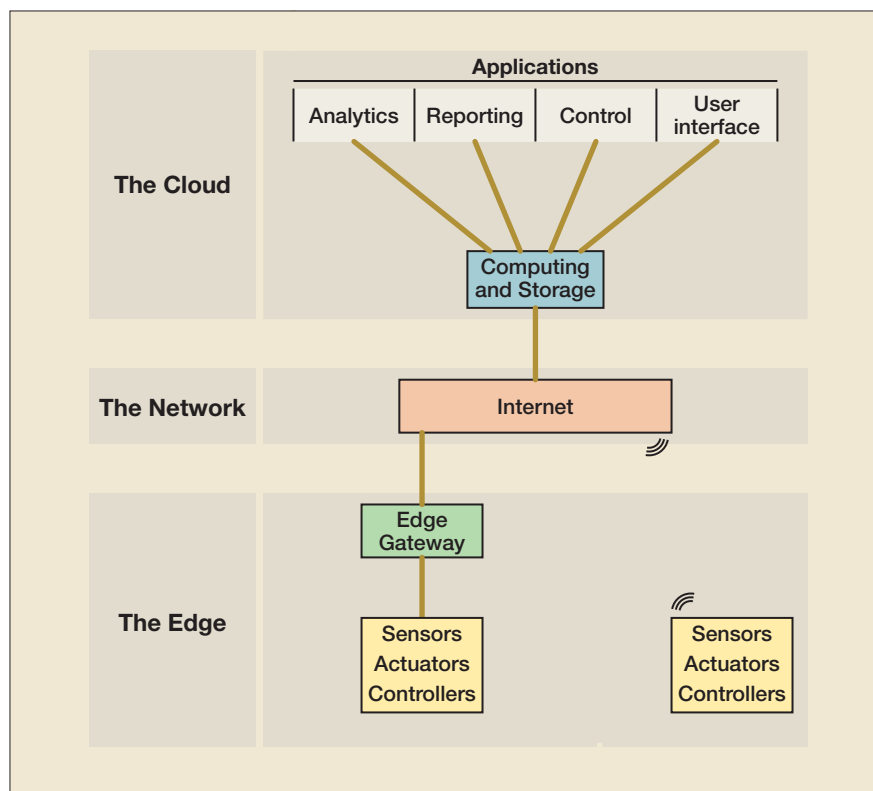 Applications
Analytics
Reporting
Control
User
interface
The Cloud
Computing
and Storage
The Network
Internet
Edge
Gateway
The Edge
Sensors
Actuators
Controllers
Sensors
Actuators
Controllers